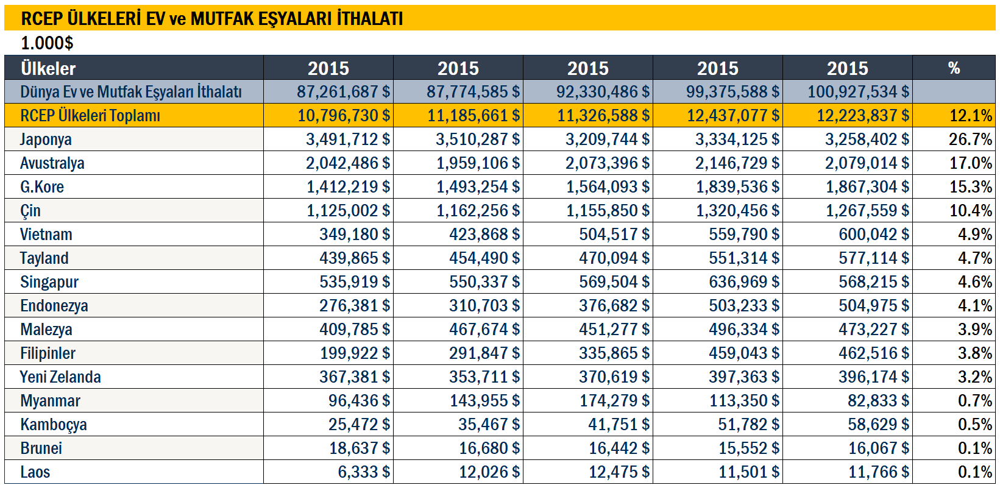 RCEP ÜLKELERİ EV ve MUTFAK EŞYALARI İTHALATI
1.000$
Ülkeler 2015 2015 2015 2015 2015 %
Dünya Ev ve Mutfak Eşyaları İthalatı 87,261,687 $ 87,774,585 $ 92,330,486 $ 99,375,588 $ 100,927,534 $
RCEP Ülkeleri Toplamı 10,796,730 $ 11,185,661 $ 11,326,588 $ 12,437,077 $ 12,223,837 $ 12.1%
Japonya 3,491,712 $ 3,510,287 $ 3,209,744 $ 3,334,125 $ 3,258,402 $ 26.7%
Avustralya 2,042,486 $ 1,959,106 $ 2,073,396 $ 2,146,729 $ 2,079,014 $ 17.0%
G.Kore 1,412,219 $ 1,493,254 $ 1,564,093 $ 1,839,536 $ 1,867,304 $ 15.3%
Çin 1,125,002 $ 1,162,256 $ 1,155,850 $ 1,320,456 $ 1,267,559 $ 10.4%
Vietnam 349,180 $ 423,868 $ 504,517 $ 559,790 $ 600,042 $ 4.9%
Tayland 439,865 $ 454,490 $ 470,094 $ 551,314 $ 577,114 $ 4.7%
Singapur 535,919 $ 550,337 $ 569,504 $ 636,969 $ 568,215 $ 4.6%
Endonezya 276,381 $ 310,703 $ 376,682 $ 503,233 $ 504,975 $ 4.1%
Malezya 409,785 $ 467,674 $ 451,277 $ 496,334 $ 473,227 $ 3.9%
Filipinler 199,922 $ 291,847 $ 335,865 $ 459,043 $ 462,516 $ 3.8%
Yeni Zelanda 367,381 $ 353,711 $ 370,619 $ 397,363 $ 396,174 $ 3.2%
Myanmar 96,436 $ 143,955 $ 174,279 $ 113,350 $ 82,833 $ 0.7%
Kamboçya 25,472 $ 35,467 $ 41,751 $ 51,782 $ 58,629 $ 0.5%
Brunei 18,637 $ 16,680 $ 16,442 $ 15,552 $ 16,067 $ 0.1%
Laos 6,333 $ 12,026 $ 12,475 $ 11,501 $ 11,766 $ 0.1%